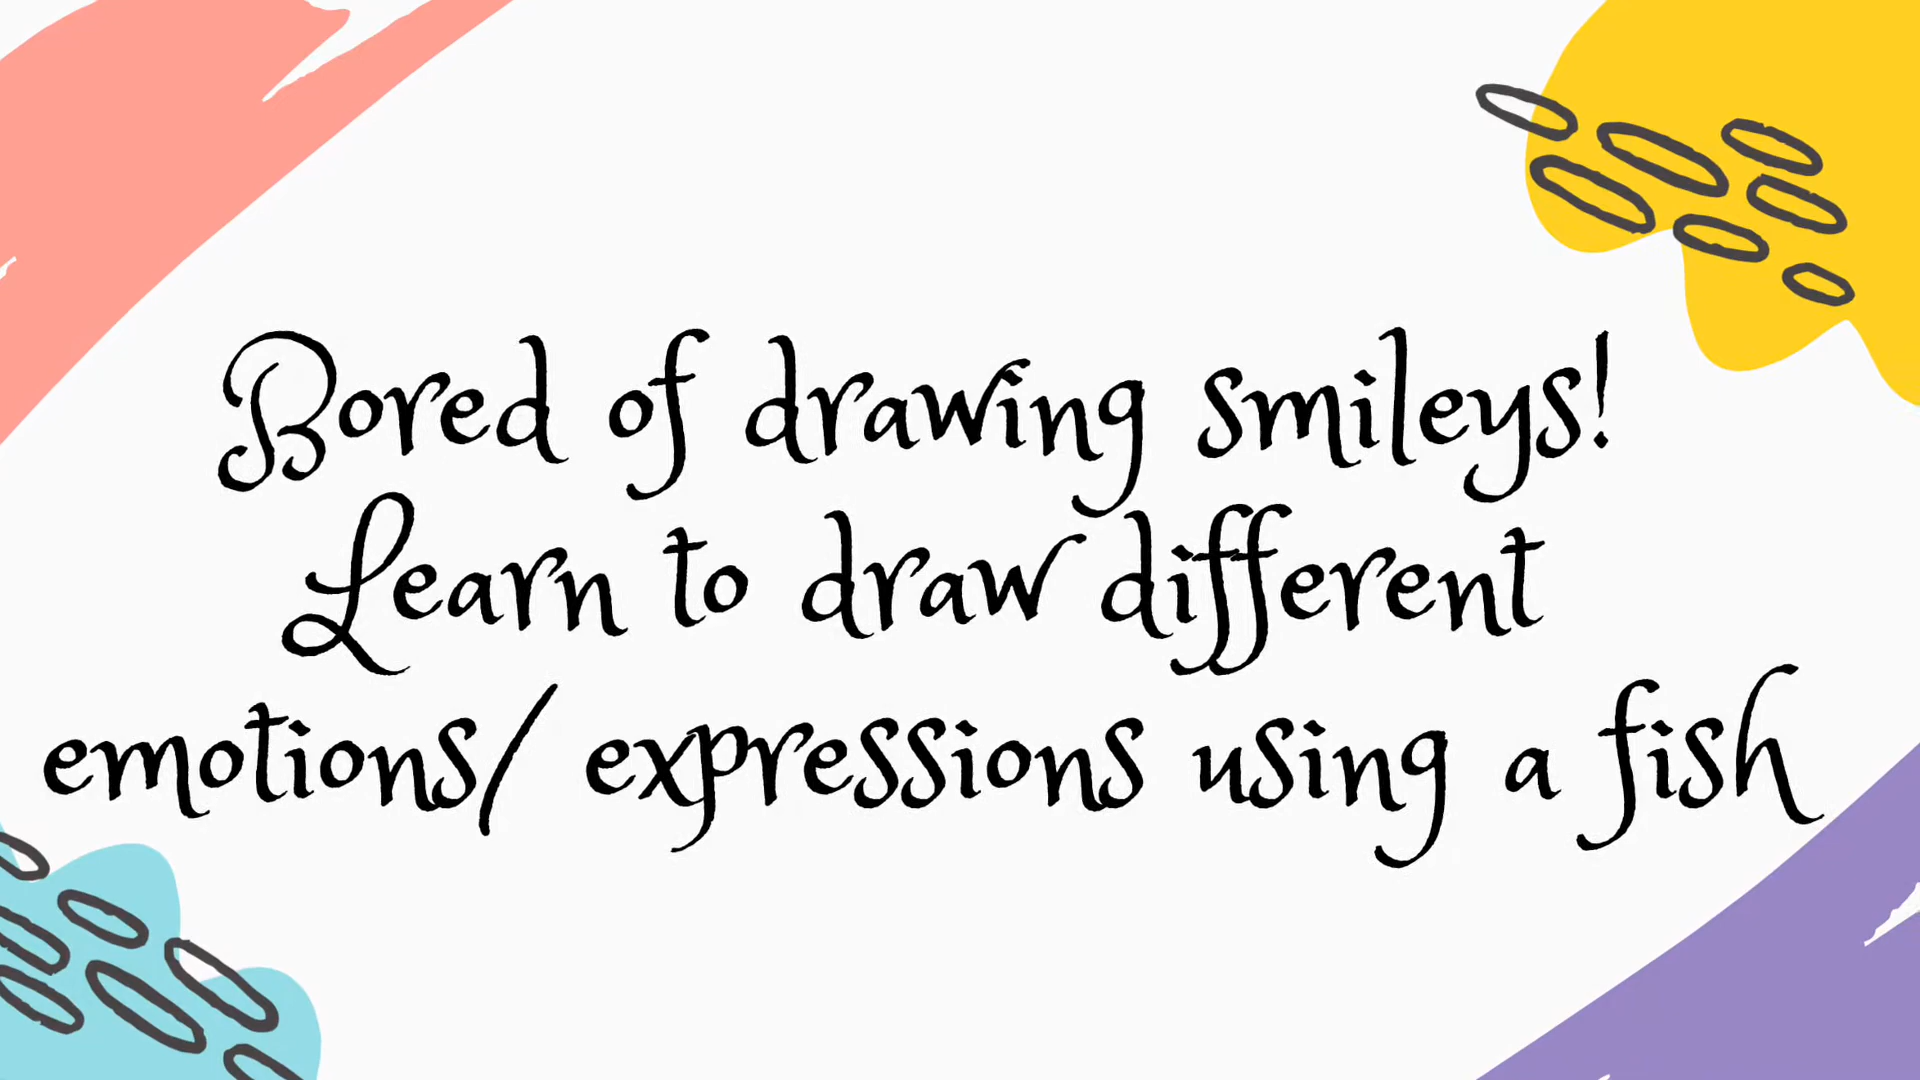 Bored of drawing smileys!
Learn to draw different
emotions/ expressions using a fish